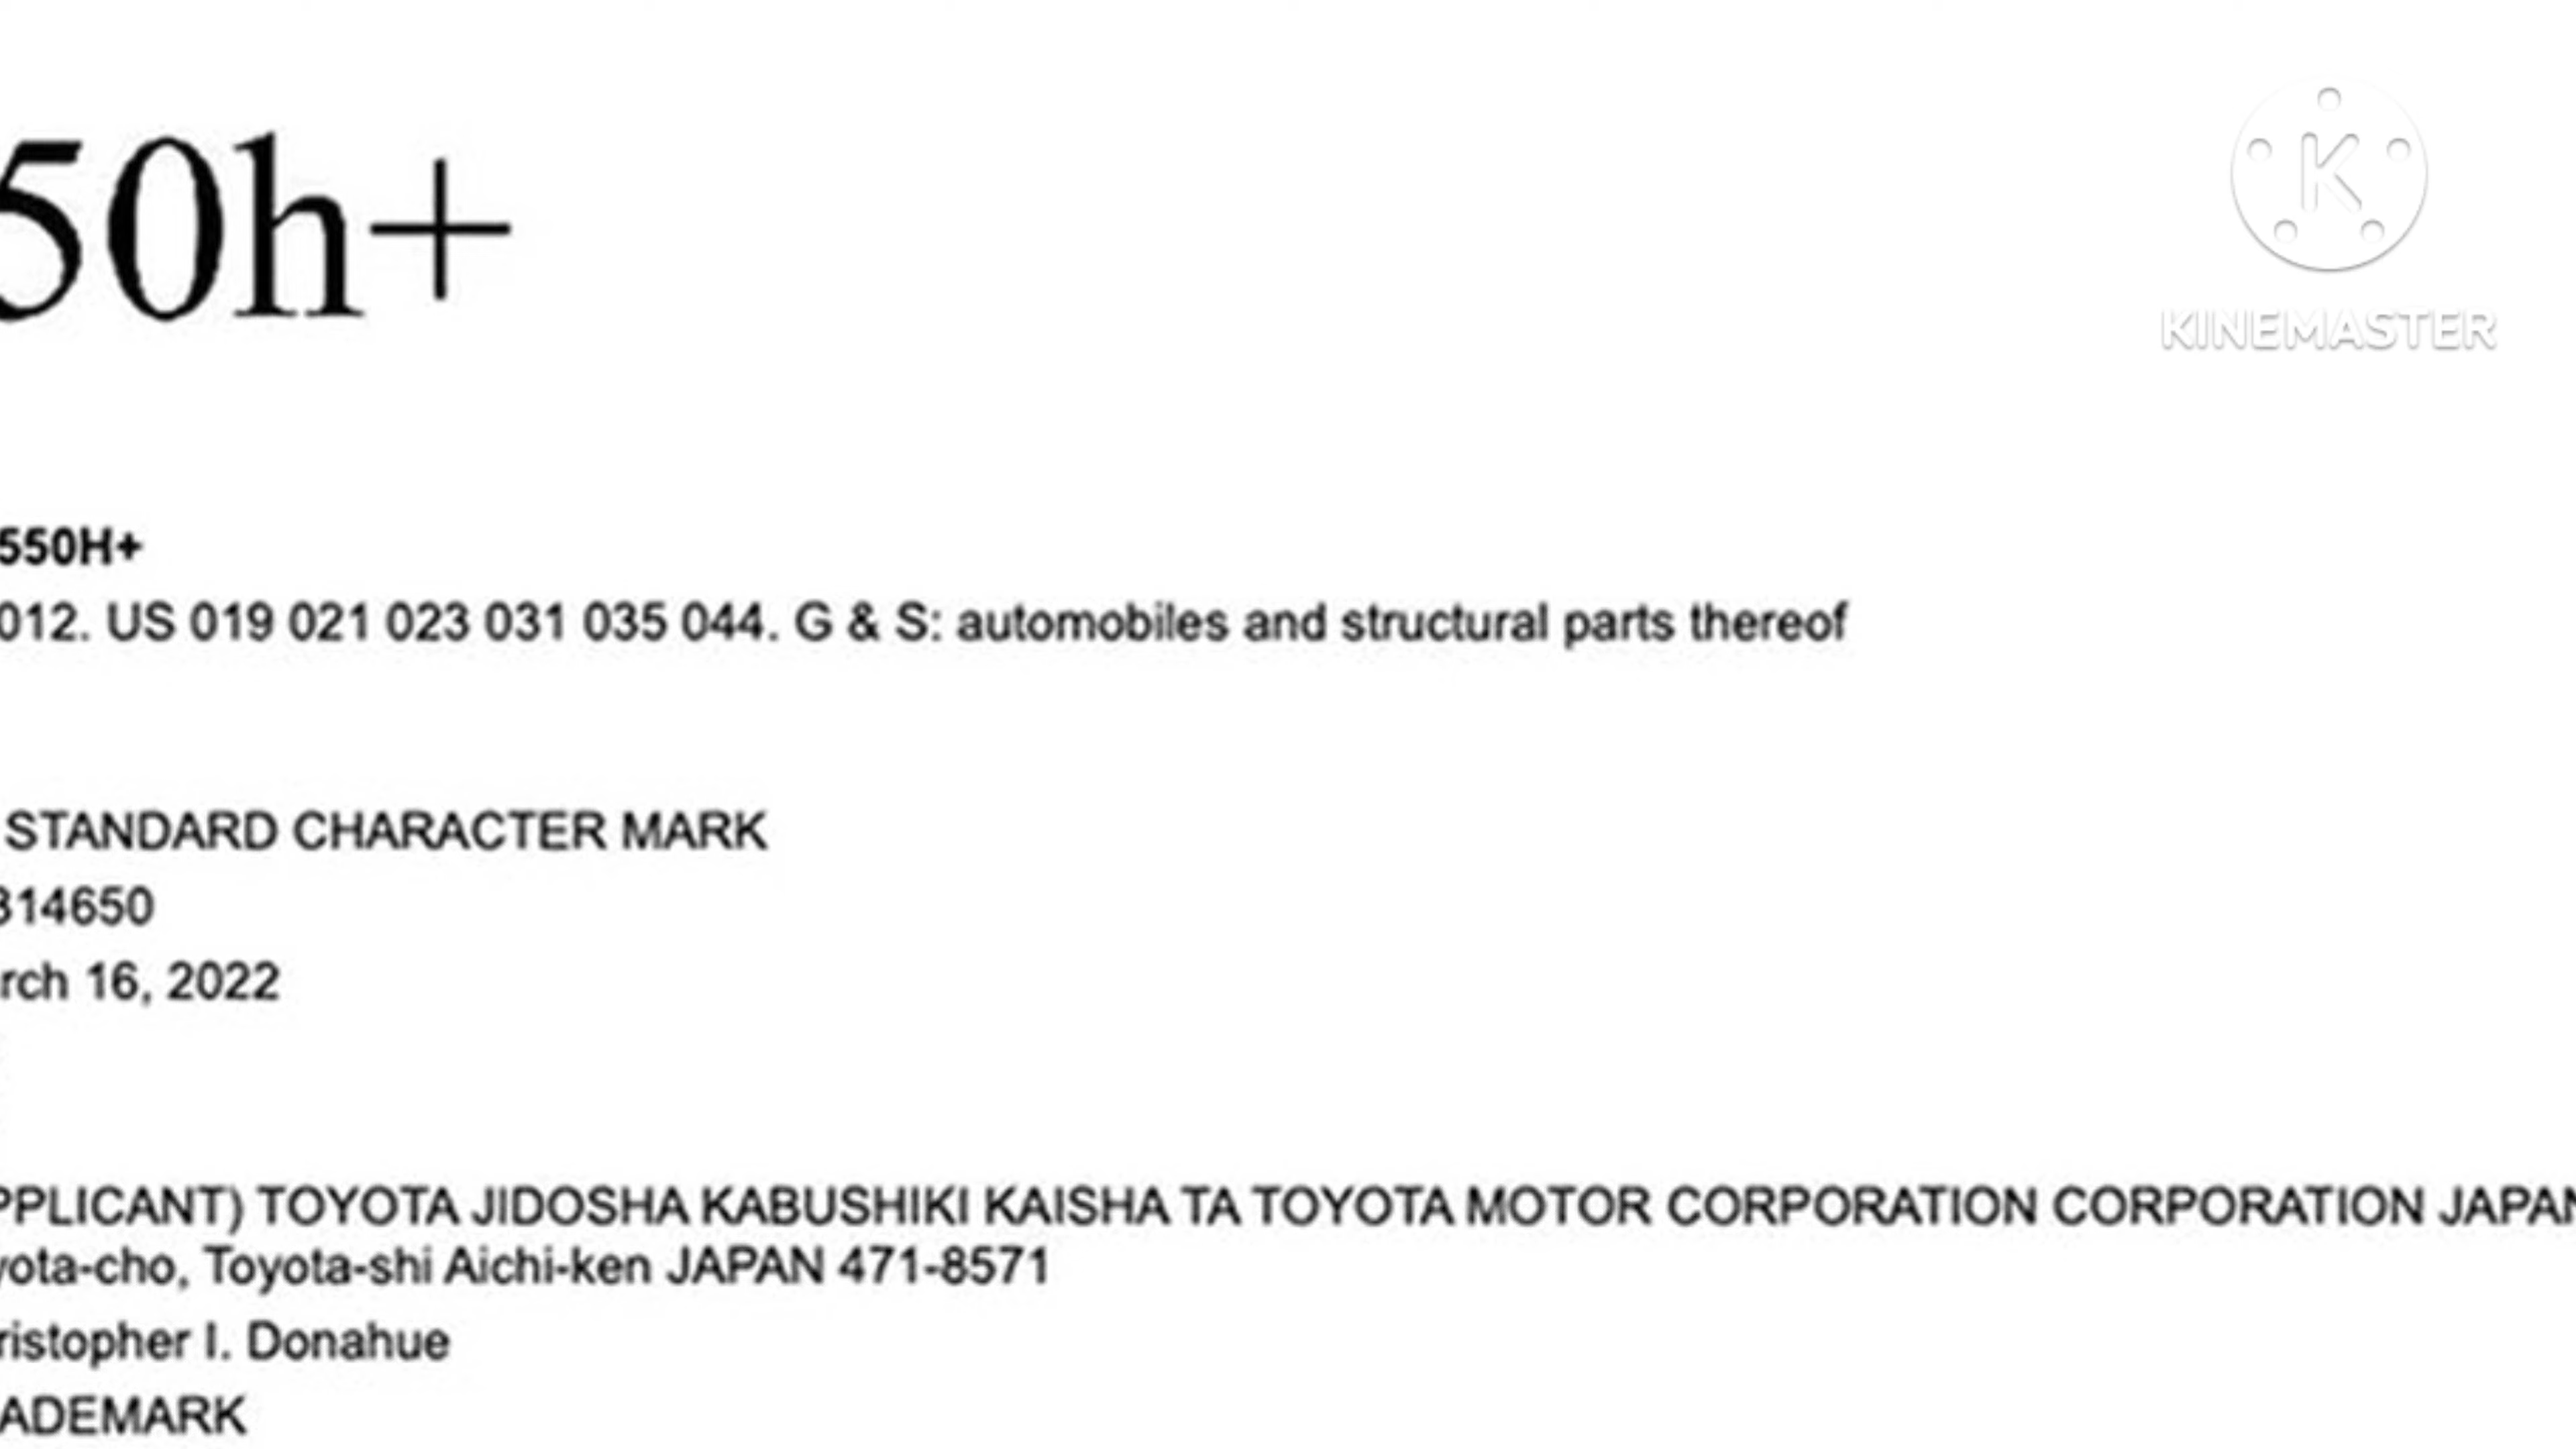 50h+
K
KINEMASTER
550H+
012. US 019 021 023 031 035 044. G & S: automobiles and structural parts thereof
STANDARD CHARACTER MARK
314650
rch 16, 2022
PPLICANT) TOYOTA JIDOSHA KABUSHIKI KAISHA TA TOYOTA MOTOR CORPORATION CORPORATION JAPAN
yota-cho, Toyota-shi Aichi-ken JAPAN 471-8571
ristopher I. Donahue
ADEMARK